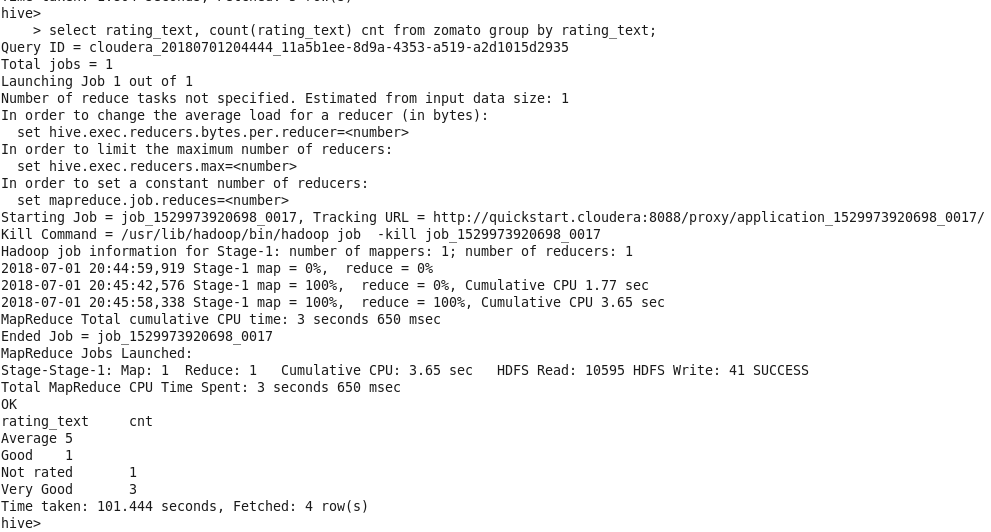 Time taken: 1.804 seconds, Fetched: 5 row(s)
hive>
    > select rating_text, count(rating_text) cnt from zomato group by rating_text;
Query ID = cloudera_20180701204444_11a5b1ee-8d9a-4353-a519-a2d1015d2935
Total jobs = 1
Launching Job 1 out of 1
Number of reduce tasks not specified. Estimated from input data size: 1
In order to change the average load for a reducer (in bytes):
  set hive.exec.reducers.bytes.per.reducer=<number>
In order to limit the maximum number of reducers:
  set hive.exec.reducers.max=<number>
In order to set a constant number of reducers:
  set mapreduce.job.reduces=<number>
Starting Job = job_1529973920698_0017, Tracking URL = http://quickstart.cloudera:8088/proxy/application_1529973920698_0017/
Kill Command = /usr/lib/hadoop/bin/hadoop job  -kill job_1529973920698_0017
Hadoop job information for Stage-1: number of mappers: 1; number of reducers: 1
2018-07-01 20:44:59,919 Stage-1 map = 0%,  reduce = 0%
2018-07-01 20:45:42,576 Stage-1 map = 100%,  reduce = 0%, Cumulative CPU 1.77 sec
2018-07-01 20:45:58,338 Stage-1 map = 100%,  reduce = 100%, Cumulative CPU 3.65 sec
MapReduce Total cumulative CPU time: 3 seconds 650 msec
Ended Job = job_1529973920698_0017
MapReduce Jobs Launched:
Stage-Stage-1: Map: 1  Reduce: 1   Cumulative CPU: 3.65 sec   HDFS Read: 10595 HDFS Write: 41 SUCCESS
Total MapReduce CPU Time Spent: 3 seconds 650 msec
OK
rating_text     cnt
Average 5
Good    1
Not rated       1
Very Good       3
Time taken: 101.444 seconds, Fetched: 4 row(s)
hive>